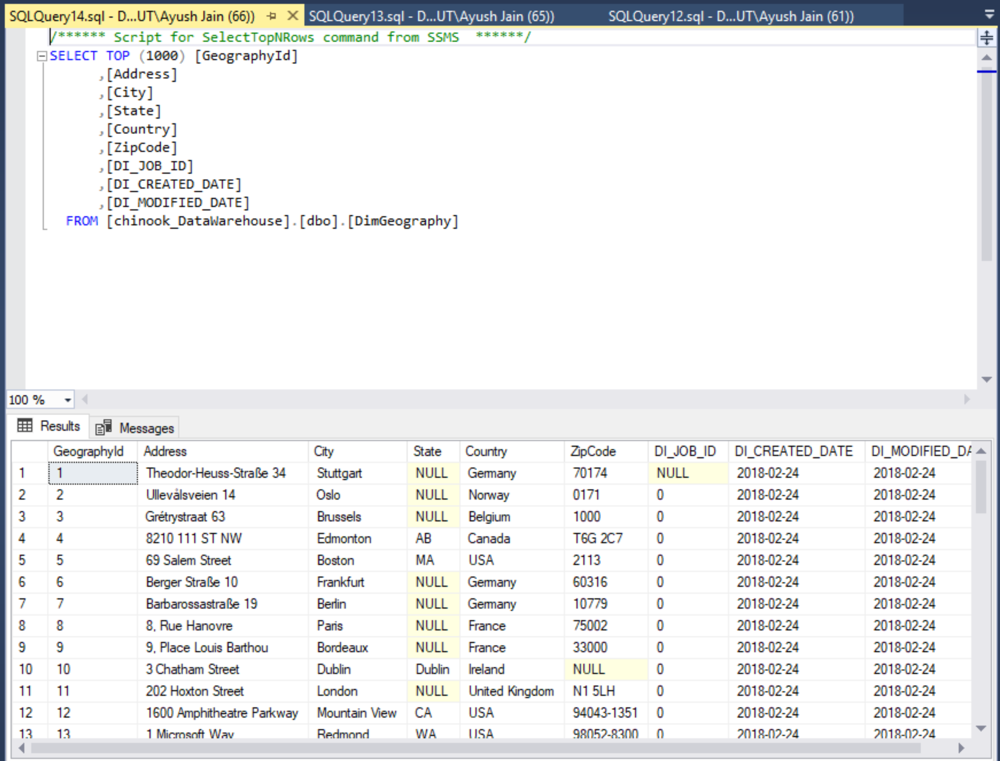 SQLQuery14.sql - D...UT\Ayush Jain (66)) SQLQuery13.sql - D...UT\Ayush Jain (65)) SQLQuery12.sql - D...UT\Ayush Jain (61))
/****** Script for SelectTopNRows command from SSMS ******/
SELECT TOP (1000) [GeographyId]
,[Address]
,[City]
,[State]
,[Country]
,[ZipCode]
,[DI_JOB_ID]
,[DI_CREATED_DATE]
,[DI_MODIFIED_DATE]
FROM [chinook_DataWarehouse].[dbo].[DimGeography]
100 %
Results Messages
GeographyId Address City State Country ZipCode DI_JOB_ID DI_CREATED_DATE DI_MODIFIED_DA
1 1 Theodor-Heuss-Straße 34 Stuttgart NULL Germany 70174 NULL 2018-02-24 2018-02-24
2 2 Ullevålsveien 14 Oslo NULL Norway 0171 0 2018-02-24 2018-02-24
3 3 Grétrystraat 63 Brussels NULL Belgium 1000 0 2018-02-24 2018-02-24
4 4 8210 111 ST NW Edmonton AB Canada T6G 2C7 0 2018-02-24 2018-02-24
5 5 69 Salem Street Boston MA USA 2113 0 2018-02-24 2018-02-24
6 6 Berger Straße 10 Frankfurt NULL Germany 60316 0 2018-02-24 2018-02-24
7 7 Barbarossastraße 19 Berlin NULL Germany 10779 0 2018-02-24 2018-02-24
8 8 8, Rue Hanovre Paris NULL France 75002 0 2018-02-24 2018-02-24
9 9 9, Place Louis Barthou Bordeaux NULL France 33000 0 2018-02-24 2018-02-24
10 10 3 Chatham Street Dublin Dublin Ireland NULL 0 2018-02-24 2018-02-24
11 11 202 Hoxton Street London NULL United Kingdom N1 5LH 0 2018-02-24 2018-02-24
12 12 1600 Amphitheatre Parkway Mountain View CA USA 94043-1351 0 2018-02-24 2018-02-24
13 13 1 Microsoft Way Redmond WA USA 98052-8300 0 2018-02-24 2018-02-24